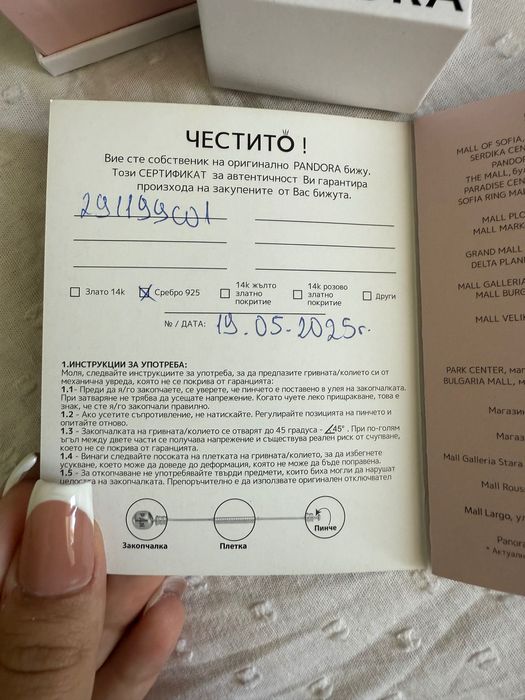 ORA
ЧЕСТИТО !
Вие сте собственик на оригинално PANDORA бижу.
Този СЕРТИФИКАТ за автентичност Ви гарантира
произхода на закупените от Вас бижута.
291199C01
Злато 14k
Сребро 925
14k жълто
златно
покритие
14k розово
златно
покритие
Други
№ / ДАТА: 19.05.2025г.
1.ИНСТРУКЦИИ ЗА УПОТРЕБА:
Моля, следвайте инструкциите за употреба, за да предпазите гривната/колието си от
механична увреда, която не се покрива от гаранцията:
1.1- Преди да я/го закопчаете, се уверете, че пинчето е поставено в улея на закопчалката.
При затваряне не трябва да усещате напрежение. Когато чуете леко прищракване, това е
знак, че сте я/го закопчали правилно.
1.2 - Ако усетите съпротивление, не натискайте. Регулирайте позицията на пинчето и
опитайте отново.
1.3 - Закопчалката на гривната/колието се отварят до 45 градуса - ∠45° . При по-голям
ъгъл между двете части се получава напрежение и съществува реален риск от счупване,
което не се покрива от гаранцията.
1.4 - Винаги следвайте посоката на плетката на гривната/колието, за да избегнете
усукване, което може да доведе до деформация, която не може да бъде поправена.
1.5 - За откопчаване не употребявайте твърди предмети, които биха могли да нарушат
целостта на закопчалката. Препоръчително е да използвате оригинален отключвател
Закопчалка
Плетка
Пинче
MALL OF SOFIA,
SERDIKA CEN
PANDO
THE MALL, бу
PARADISE CEN
SOFIA RING MA
MALL PLO
MALL MARK
GRAND MALL
DELTA PLAN
MALL GALLERIA
MALL BURG
MALL VELIK
PARK CENTER, маг
BULGARIA MALL, м
Магазин
Магаз
Mall Galleria Stara
Mall Rous
Mall Largo, у
Panora
* Актуалн